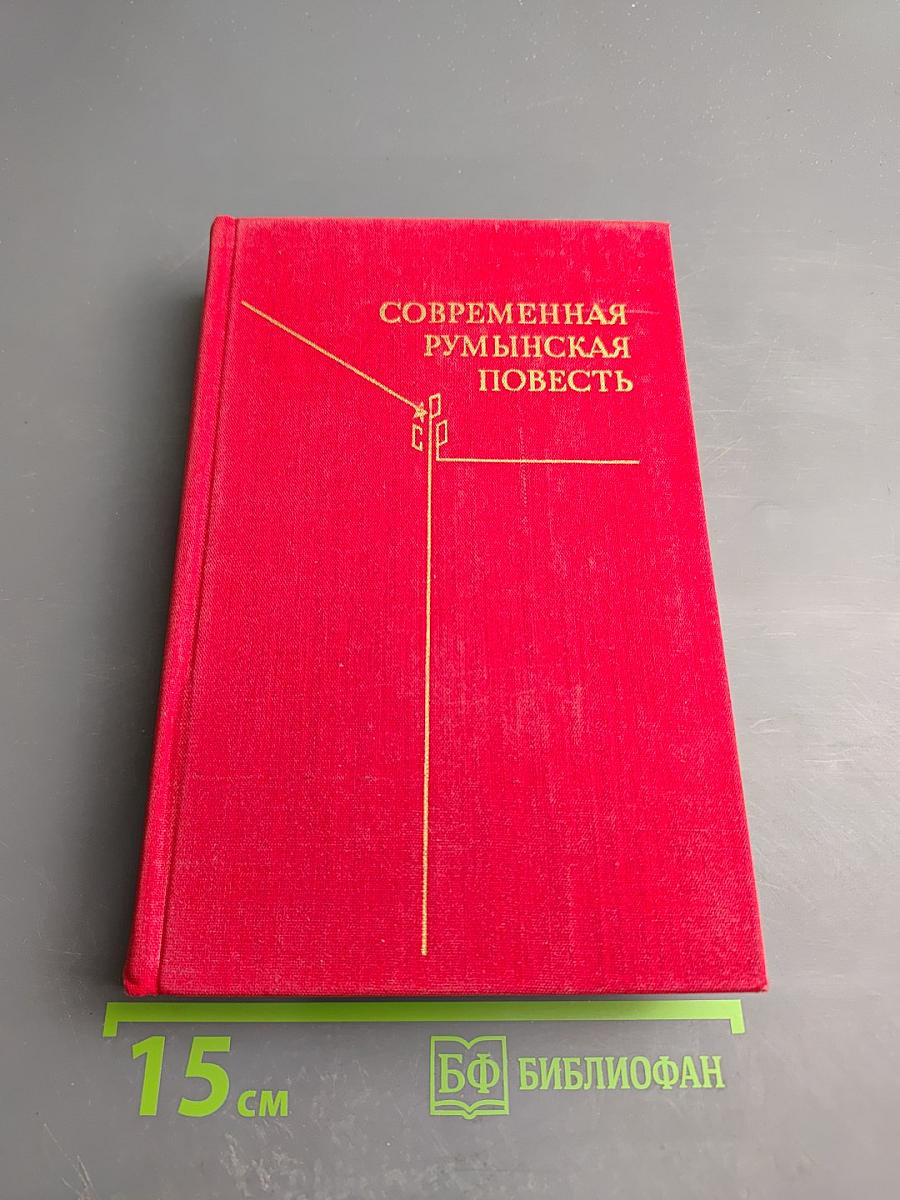 СОВРЕМЕННАЯ
РУМЫНСКАЯ
ПОВЕСТЬ
С Р Р
15 см
БФ БИБЛИОФАН